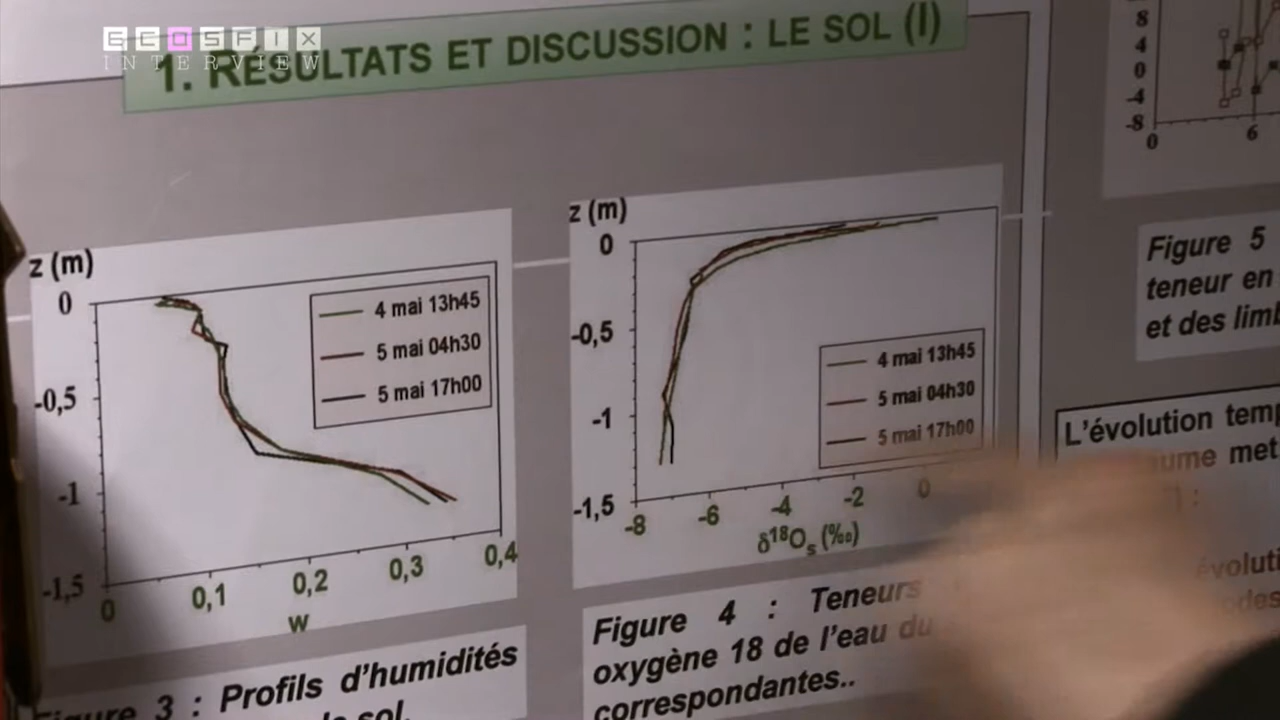 ECOSFIX
INTERVIEW
1. RÉSULTATS ET DISCUSSION : LE SOL (I)
z (m)
0
-0,5
-1
-1,5
0
0,1
0,2
0,3
0,4
w
4 mai 13h45
5 mai 04h30
5 mai 17h00
3 : Profils d'humidités
sol.
z (m)
0
-0,5
-1
-1,5
-8
-6
-4
-2
0
δ¹⁸Oₛ (‰)
4 mai 13h45
5 mai 04h30
5 mai 17h00
Figure 4 : Teneurs
oxygène 18 de l'eau du
correspondantes..
8
4
0
-4
-8
0
6
Figure 5
teneur en
et des
L'évolution
met
: